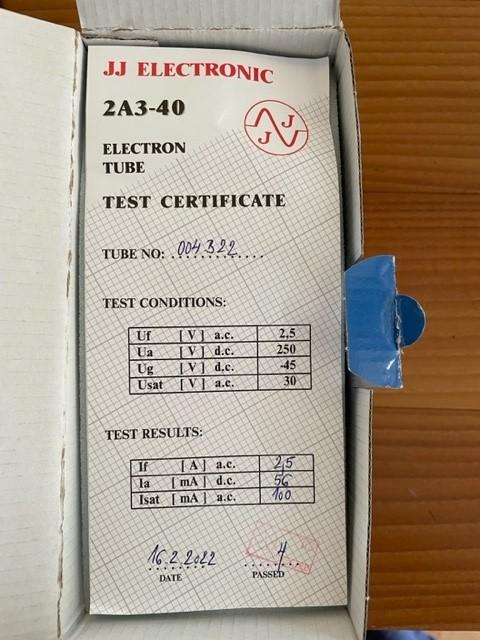 JJ ELECTRONIC
2A3-40
J J
ELECTRON
TUBE
TEST CERTIFICATE
TUBE NO: 004322
TEST CONDITIONS:
Uf [ V ] a.c. 2,5
Ua [ V ] d.c. 250
Ug [ V ] d.c. -45
Usat [ V ] a.c. 30
TEST RESULTS:
If [ A ] a.c. 2,5
Ia [ mA ] d.c. 56
Isat [ mA ] a.c. 100
16.2.2022 4
DATE PASSED